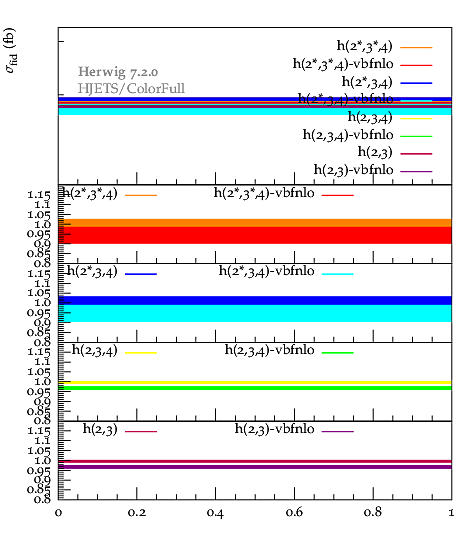 σfid (fb)
Herwig 7.2.0
HJETS/ColorFull
h(2*,3*,4)
h(2*,3*,4)-vbfnlo
h(2*,3,4)
h(2*,3,4)-vbfnlo
h(2,3,4)
h(2,3,4)-vbfnlo
h(2,3)
h(2,3)-vbfnlo
h(2*,3*,4) h(2*,3*,4)-vbfnlo
1.15
1.1
1.05
1.0
0.95
0.9
0.85
0.8
h(2*,3,4) h(2*,3,4)-vbfnlo
1.15
1.1
1.05
1.0
0.95
0.9
0.85
0.8
h(2,3,4) h(2,3,4)-vbfnlo
1.15
1.1
1.05
1.0
0.95
0.9
0.85
0.8
h(2,3) h(2,3)-vbfnlo
1.15
1.1
1.05
1.0
0.95
0.9
0.85
0.8
0 0.2 0.4 0.6 0.8 1